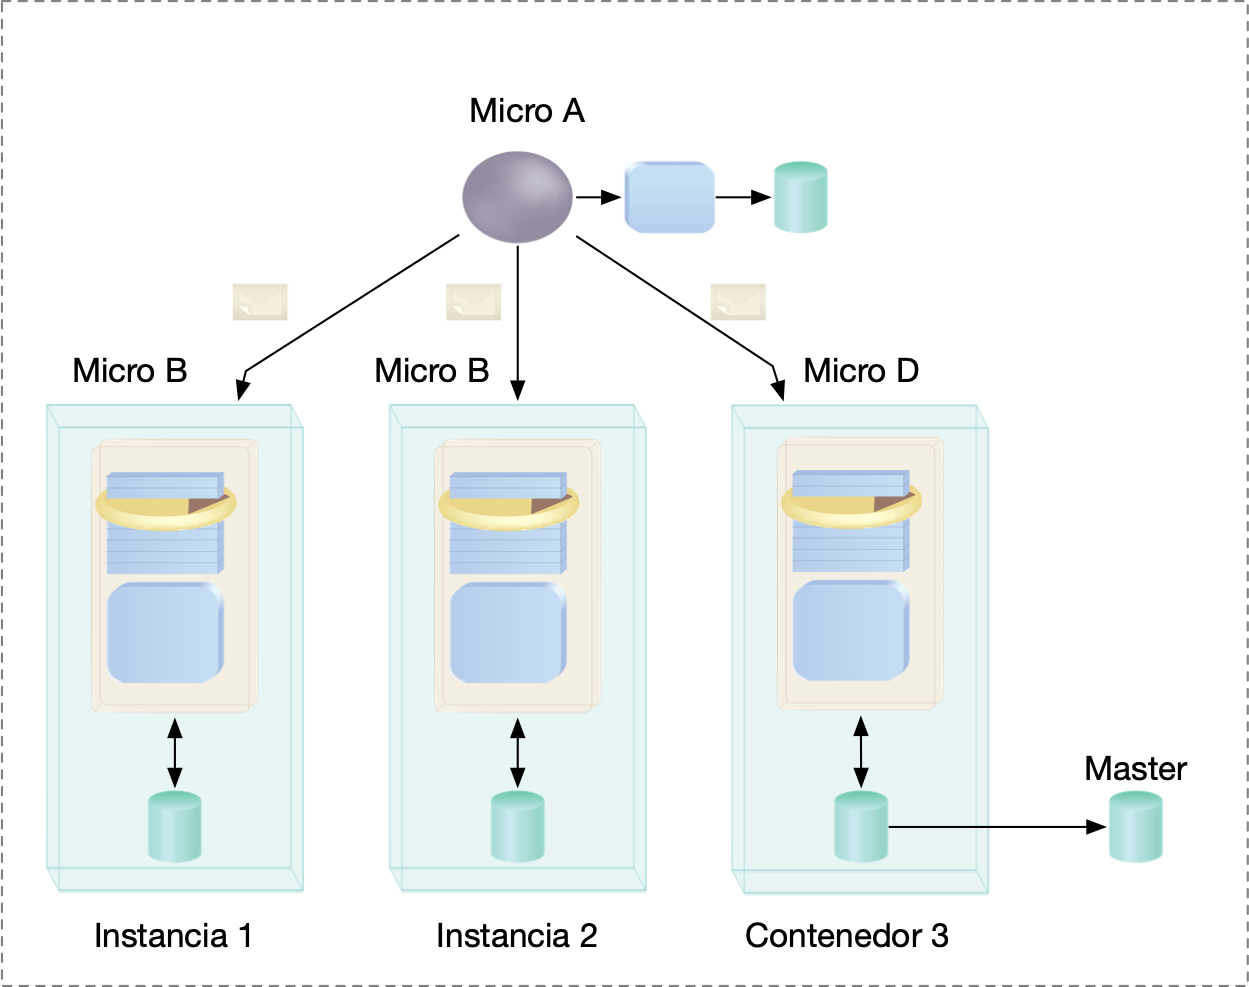 Micro A
Micro B
Micro B
Micro D
Master
Instancia 1
Instancia 2
Contenedor 3